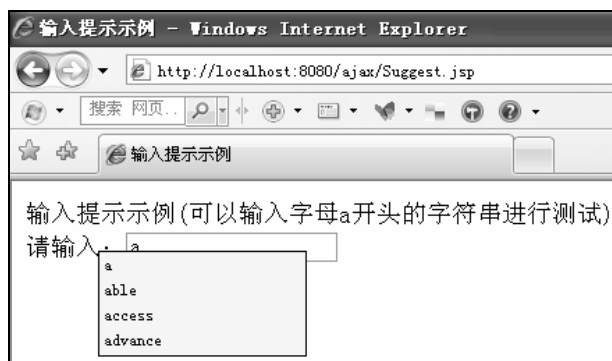 输入提示示例 - Windows Internet Explorer
http://localhost:8080/ajax/Suggest.jsp
搜索 网页..
输入提示示例
输入提示示例(可以输入字母a开头的字符串进行测试)
请输入: a
a
able
access
advance